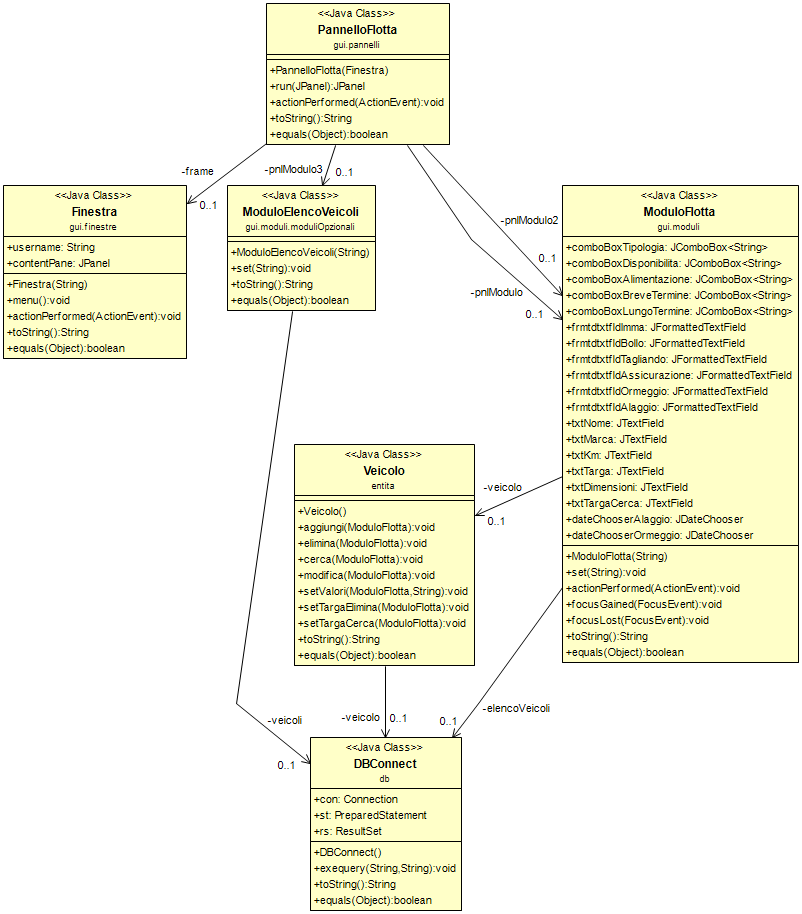 <<Java Class>>
PannelloFlotta
gui.pannelli
+PannelloFlotta(Finestra)
+run(JPanel):JPanel
+actionPerformed(ActionEvent):void
+toString():String
+equals(Object):boolean
-frame
0..1
-pnlModulo3
0..1
-pnlModulo2
0..1
-pnlModulo
0..1
<<Java Class>>
Finestra
gui.finestre
+username: String
+contentPane: JPanel
+Finestra(String)
+menu():void
+actionPerformed(ActionEvent):void
+toString():String
+equals(Object):boolean
<<Java Class>>
ModuloElencoVeicoli
gui.moduli.moduliOpzionali
+ModuloElencoVeicoli(String)
+set(String):void
+toString():String
+equals(Object):boolean
<<Java Class>>
ModuloFlotta
gui.moduli
+comboBoxTipologia: JComboBox<String>
+comboBoxDisponibilita: JComboBox<String>
+comboBoxAlimentazione: JComboBox<String>
+comboBoxBreveTermine: JComboBox<String>
+comboBoxLungoTermine: JComboBox<String>
+frmtdtxtfldImma: JFormattedTextField
+frmtdtxtfldBollo: JFormattedTextField
+frmtdtxtfldTagliando: JFormattedTextField
+frmtdtxtfldAssicurazione: JFormattedTextField
+frmtdtxtfldOrmeggio: JFormattedTextField
+frmtdtxtfldAlaggio: JFormattedTextField
+txtNome: JTextField
+txtMarca: JTextField
+txtKm: JTextField
+txtTarga: JTextField
+txtDimensioni: JTextField
+txtTargaCerca: JTextField
+dateChooserAlaggio: JDateChooser
+dateChooserOrmeggio: JDateChooser
+ModuloFlotta(String)
+set(String):void
+actionPerformed(ActionEvent):void
+focusGained(FocusEvent):void
+focusLost(FocusEvent):void
+toString():String
+equals(Object):boolean
-veicolo
0..1
<<Java Class>>
Veicolo
entita
+Veicolo()
+aggiungi(ModuloFlotta):void
+elimina(ModuloFlotta):void
+cerca(ModuloFlotta):void
+modifica(ModuloFlotta):void
+setValori(ModuloFlotta,String):void
+setTargaElimina(ModuloFlotta):void
+setTargaCerca(ModuloFlotta):void
+toString():String
+equals(Object):boolean
-veicoli
0..1
-veicolo
0..1
-elencoVeicoli
0..1
<<Java Class>>
DBConnect
db
+con: Connection
+st: PreparedStatement
+rs: ResultSet
+DBConnect()
+exequery(String,String):void
+toString():String
+equals(Object):boolean